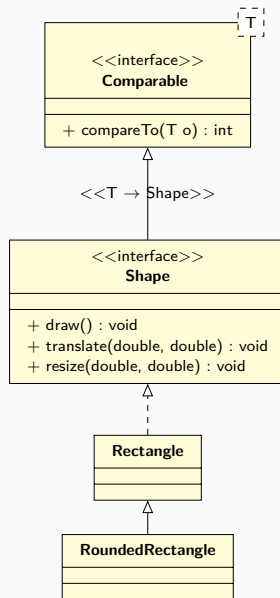 T
<<interface>>
Comparable
+ compareTo(T o) : int
<<T → Shape>>
<<interface>>
Shape
+ draw() : void
+ translate(double, double) : void
+ resize(double, double) : void
Rectangle
RoundedRectangle